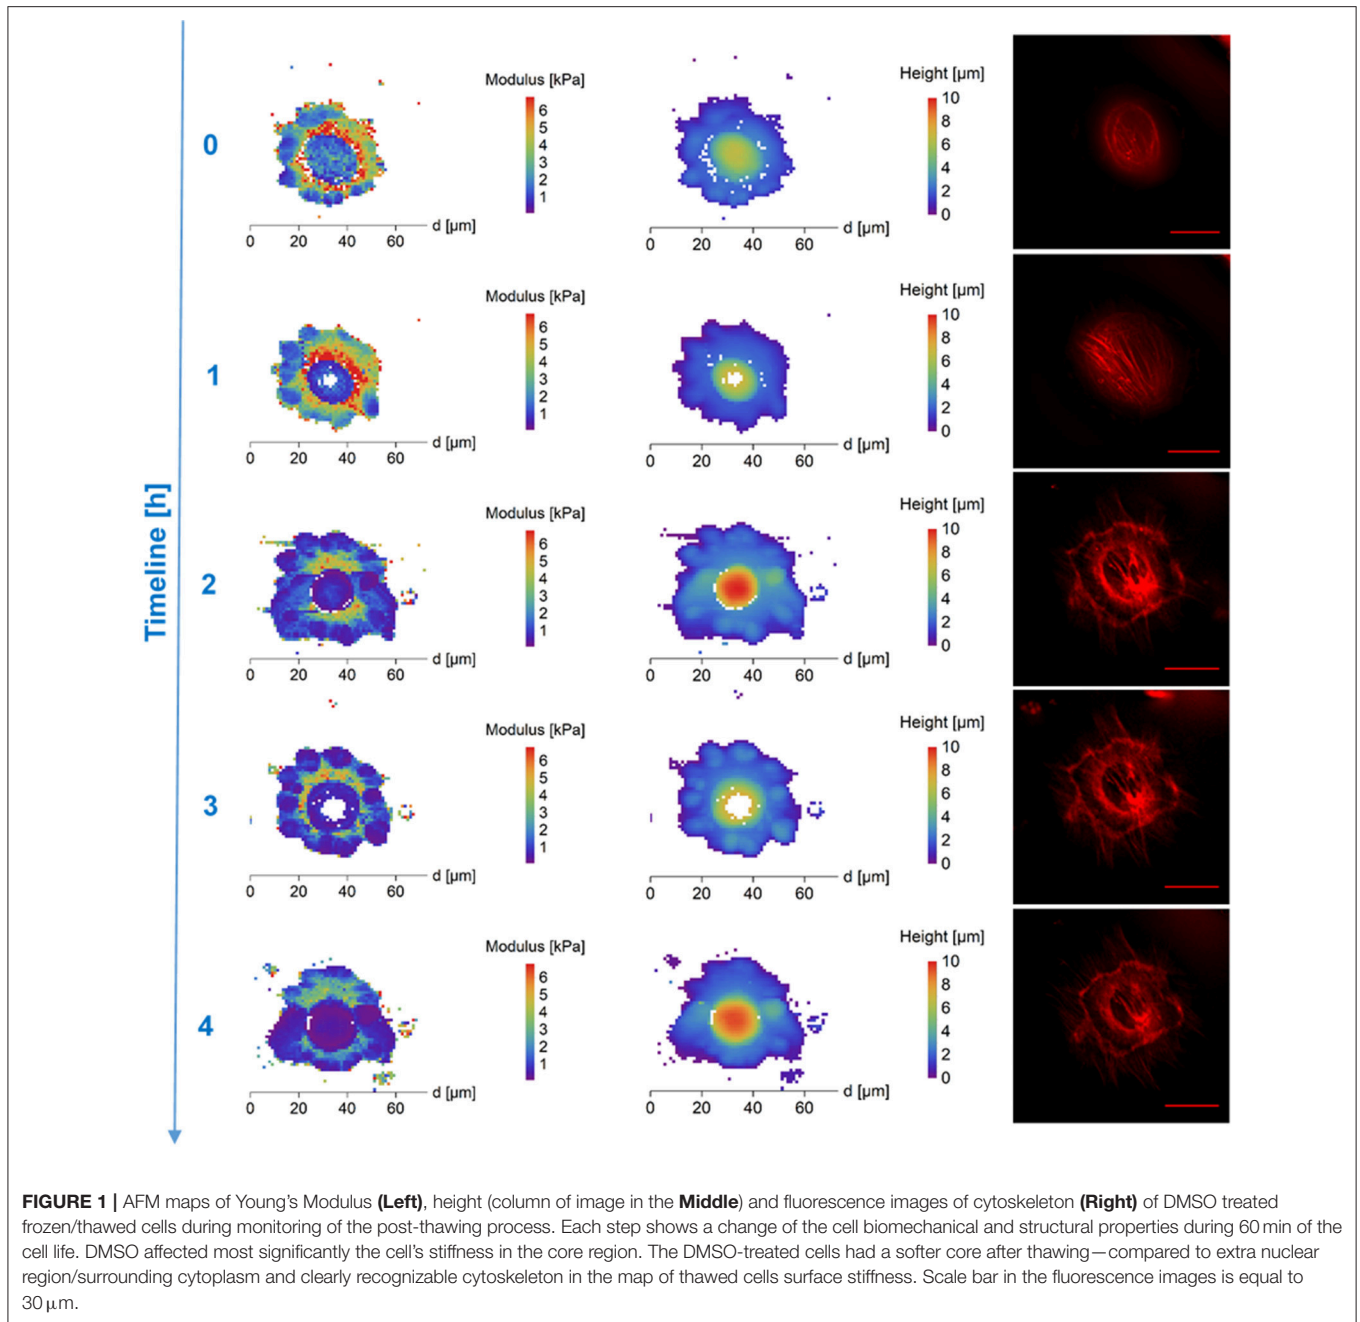 Timeline [h]
0
Modulus [kPa]
6
5
4
3
2
1
d [µm]
0 20 40 60
Height [µm]
10
8
6
4
2
0
d [µm]
0 20 40 60
1
Modulus [kPa]
6
5
4
3
2
1
d [µm]
0 20 40 60
Height [µm]
10
8
6
4
2
0
d [µm]
0 20 40 60
2
Modulus [kPa]
6
5
4
3
2
1
d [µm]
0 20 40 60
Height [µm]
10
8
6
4
2
0
d [µm]
0 20 40 60
3
Modulus [kPa]
6
5
4
3
2
1
d [µm]
0 20 40 60
Height [µm]
10
8
6
4
2
0
d [µm]
0 20 40 60
4
Modulus [kPa]
6
5
4
3
2
1
d [µm]
0 20 40 60
Height [µm]
10
8
6
4
2
0
d [µm]
0 20 40 60
FIGURE 1 | AFM maps of Young's Modulus (Left), height (column of image in the Middle) and fluorescence images of cytoskeleton (Right) of DMSO treated
frozen/thawed cells during monitoring of the post-thawing process. Each step shows a change of the cell biomechanical and structural properties during 60 min of the
cell life. DMSO affected most significantly the cell's stiffness in the core region. The DMSO-treated cells had a softer core after thawing—compared to extra nuclear
region/surrounding cytoplasm and clearly recognizable cytoskeleton in the map of thawed cells surface stiffness. Scale bar in the fluorescence images is equal to
30 µm.